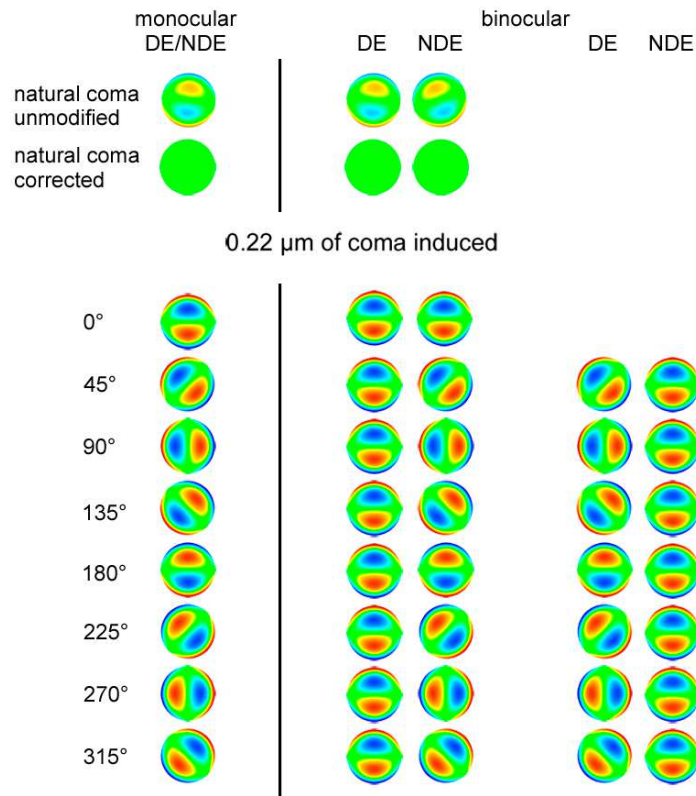 monocular
DE/NDE
binocular
DE NDE DE NDE
natural coma
unmodified
natural coma
corrected
0.22 µm of coma induced
0°
45°
90°
135°
180°
225°
270°
315°